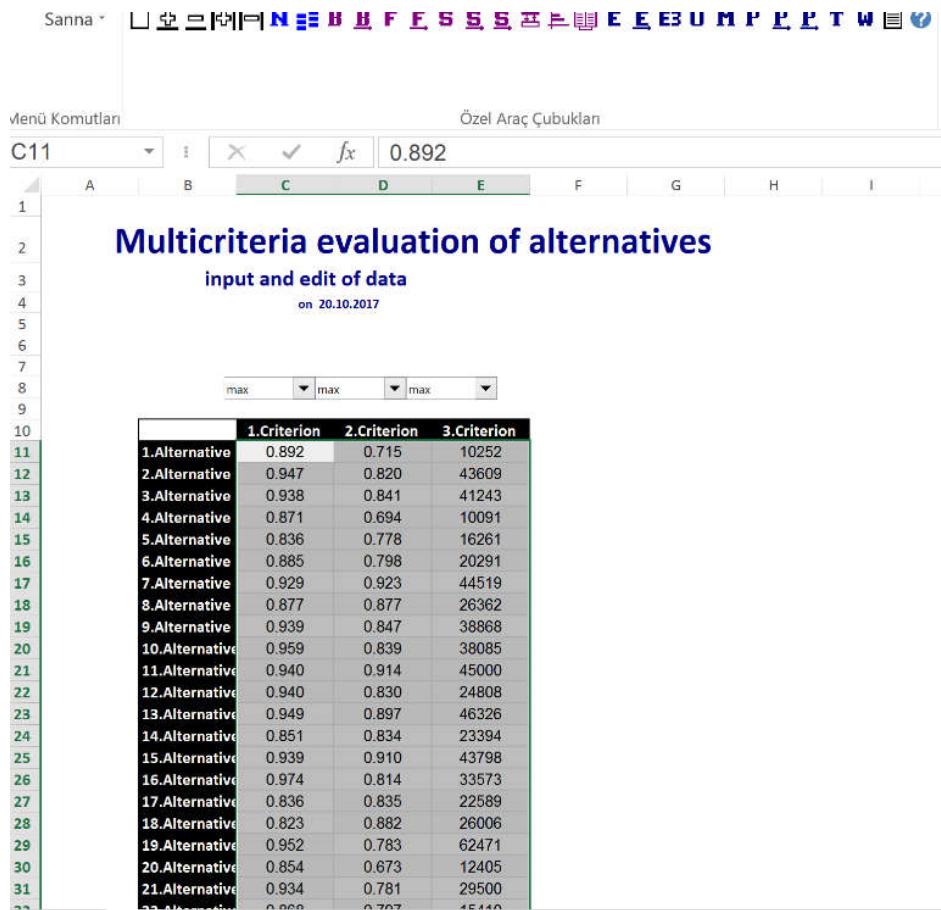 Sanna
N B B F F S S S E E E3 U M P P P T W ?
Menü Komutları Özel Araç Çubukları
C11 fx 0.892
A B C D E F G H I
1
2 Multicriteria evaluation of alternatives
3 input and edit of data
4 on 20.10.2017
5
6
7
8 max max max
9
10 1.Criterion 2.Criterion 3.Criterion
11 1.Alternative 0.892 0.715 10252
12 2.Alternative 0.947 0.820 43609
13 3.Alternative 0.938 0.841 41243
14 4.Alternative 0.871 0.694 10091
15 5.Alternative 0.836 0.778 16261
16 6.Alternative 0.885 0.798 20291
17 7.Alternative 0.929 0.923 44519
18 8.Alternative 0.877 0.877 26362
19 9.Alternative 0.939 0.847 38868
20 10.Alternative 0.959 0.839 38085
21 11.Alternative 0.940 0.914 45000
22 12.Alternative 0.940 0.830 24808
23 13.Alternative 0.949 0.897 46326
24 14.Alternative 0.851 0.834 23394
25 15.Alternative 0.939 0.910 43798
26 16.Alternative 0.974 0.814 33573
27 17.Alternative 0.836 0.835 22589
28 18.Alternative 0.823 0.882 26006
29 19.Alternative 0.952 0.783 62471
30 20.Alternative 0.854 0.673 12405
31 21.Alternative 0.934 0.781 29500